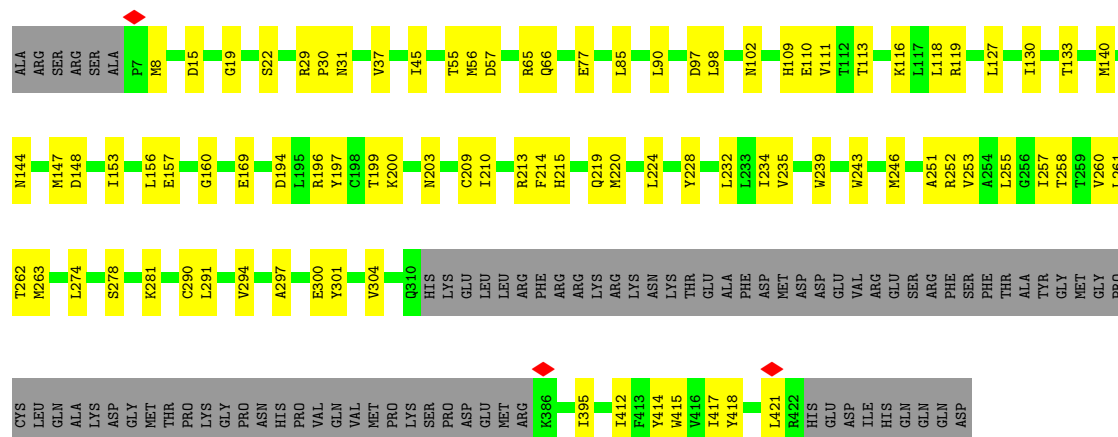 ALA ARG SER ARG SER ALA P7 M8 D15 G19 S22 R29 P30 N31 V37 I45 T55 M56 D57 R65 Q66 E77 L85 L90 D97 L98 N102 H109 E110 V111 T112 T113 K116 L117 L118 R119 L127 I130 T133 M140
N144 M147 D148 I153 L156 E157 G160 E169 D194 L195 R196 Y197 C198 T199 K200 N203 C209 I210 R213 F214 H215 Q219 M220 L224 Y228 L232 L233 I234 V235 W239 W243 M246 A251 R252 V253 A254 L255 G256 I257 T258 T259 V260 L261
T262 M263 L274 S278 K281 C290 L291 V294 A297 E300 Y301 V304 Q310 HIS LYS GLU LEU LEU ARG PHE ARG ARG LYS ARG LYS ASN LYS THR GLU ALA PHE ASP MET ASP ASP GLU VAL ARG GLU SER ARG PHE SER PHE THR ALA TYR GLY MET GLY PRO
CYS LEU GLN ALA LYS ASP GLY MET THR PRO LYS GLY PRO ASN HIS PRO VAL GLN VAL MET PRO LYS SER PRO ASP GLU MET ARG K386 I395 I412 F413 Y414 W415 V416 I417 Y418 L421 R422 HIS GLU ASP ILE HIS GLN GLN GLN ASP